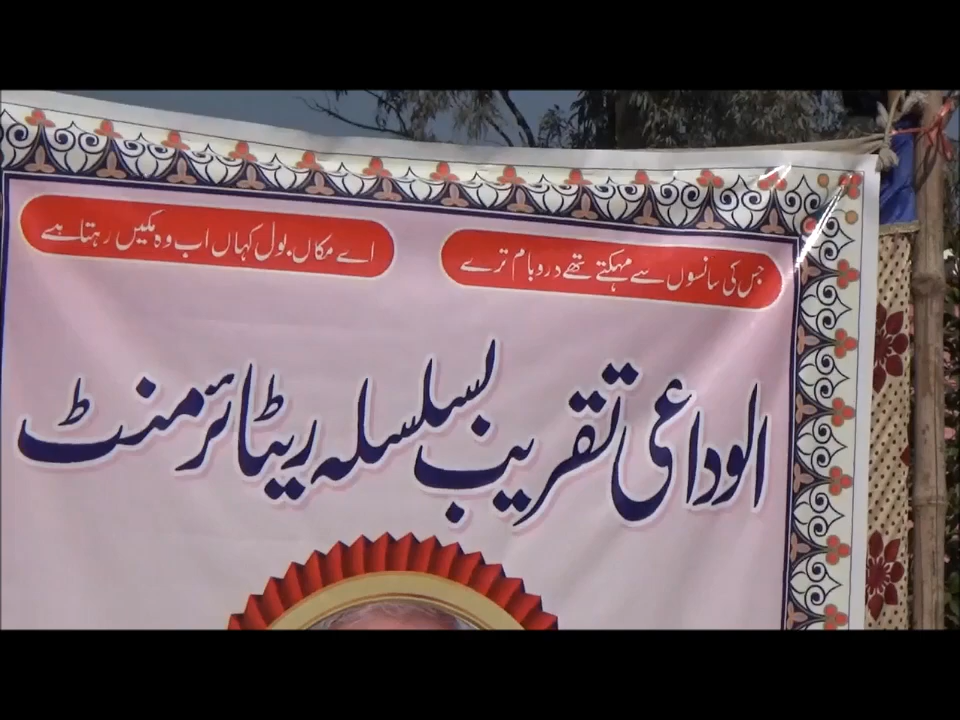 جس کی سانسوں سے مہکتے تھے در و بام ترے
اے مکاں بول کہاں اب وہ مکیں رہتا ہے
الوداعی تقریب بسلسلہ ریٹائرمنٹ